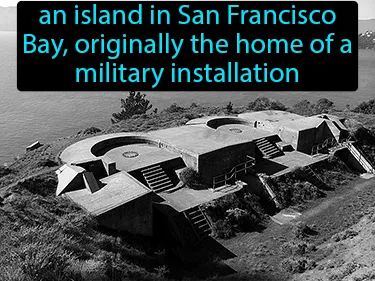 an island in San Francisco
Bay, originally the home of a
military installation